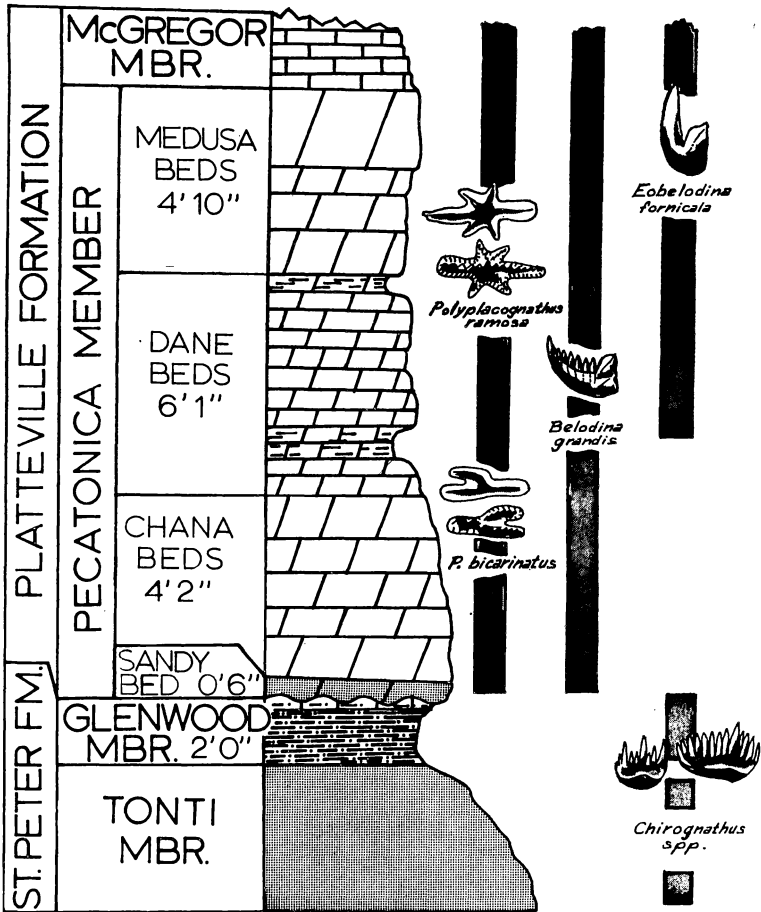 McGREGOR
MBR.
PLATTEVILLE FORMATION
PECATONICA MEMBER
MEDUSA
BEDS
4'10"
DANE
BEDS
6'1"
CHANA
BEDS
4'2"
SANDY
BED 0'6"
ST. PETER FM.
GLENWOOD
MBR. 2'0"
TONTI
MBR.
Polyplacognathus
ramosa
P. bicarinatus
Belodina
grandis
Eobelodina
fornicala
Chirognathus
spp.